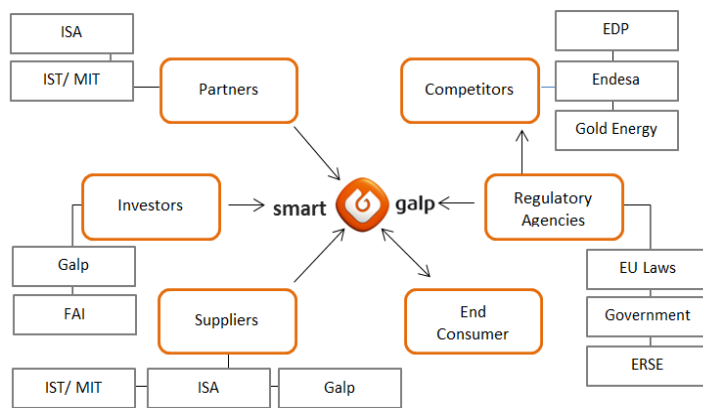 ISA
EDP
IST/ MIT
Partners
Competitors
Endesa
Gold Energy
Investors
smart galp
Regulatory
Agencies
Galp
EU Laws
FAI
Suppliers
End
Consumer
Government
ERSE
IST/ MIT
ISA
Galp